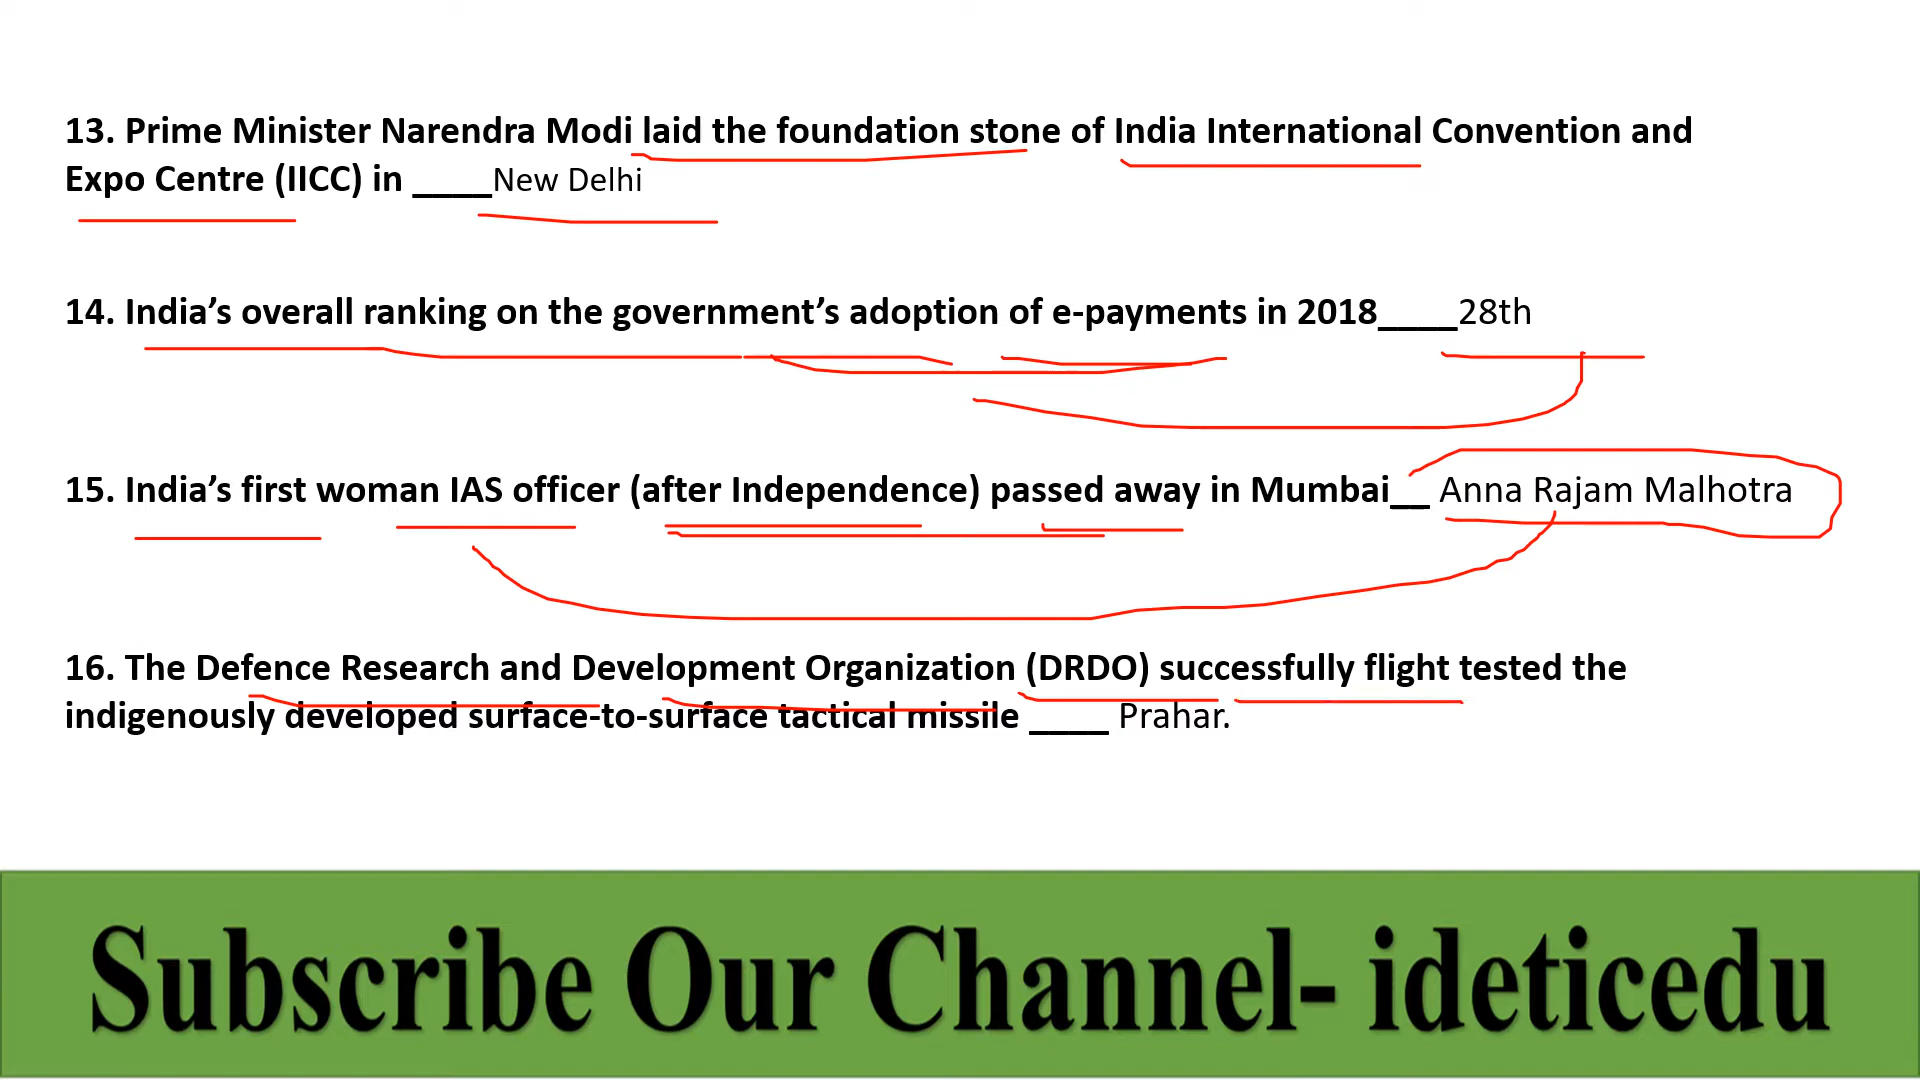 13. Prime Minister Narendra Modi laid the foundation stone of India International Convention and
Expo Centre (IICC) in ____New Delhi
14. India’s overall ranking on the government’s adoption of e-payments in 2018____28th
15. India’s first woman IAS officer (after Independence) passed away in Mumbai__ Anna Rajam Malhotra
16. The Defence Research and Development Organization (DRDO) successfully flight tested the
indigenously developed surface-to-surface tactical missile ____ Prahar.
Subscribe Our Channel- ideticedu